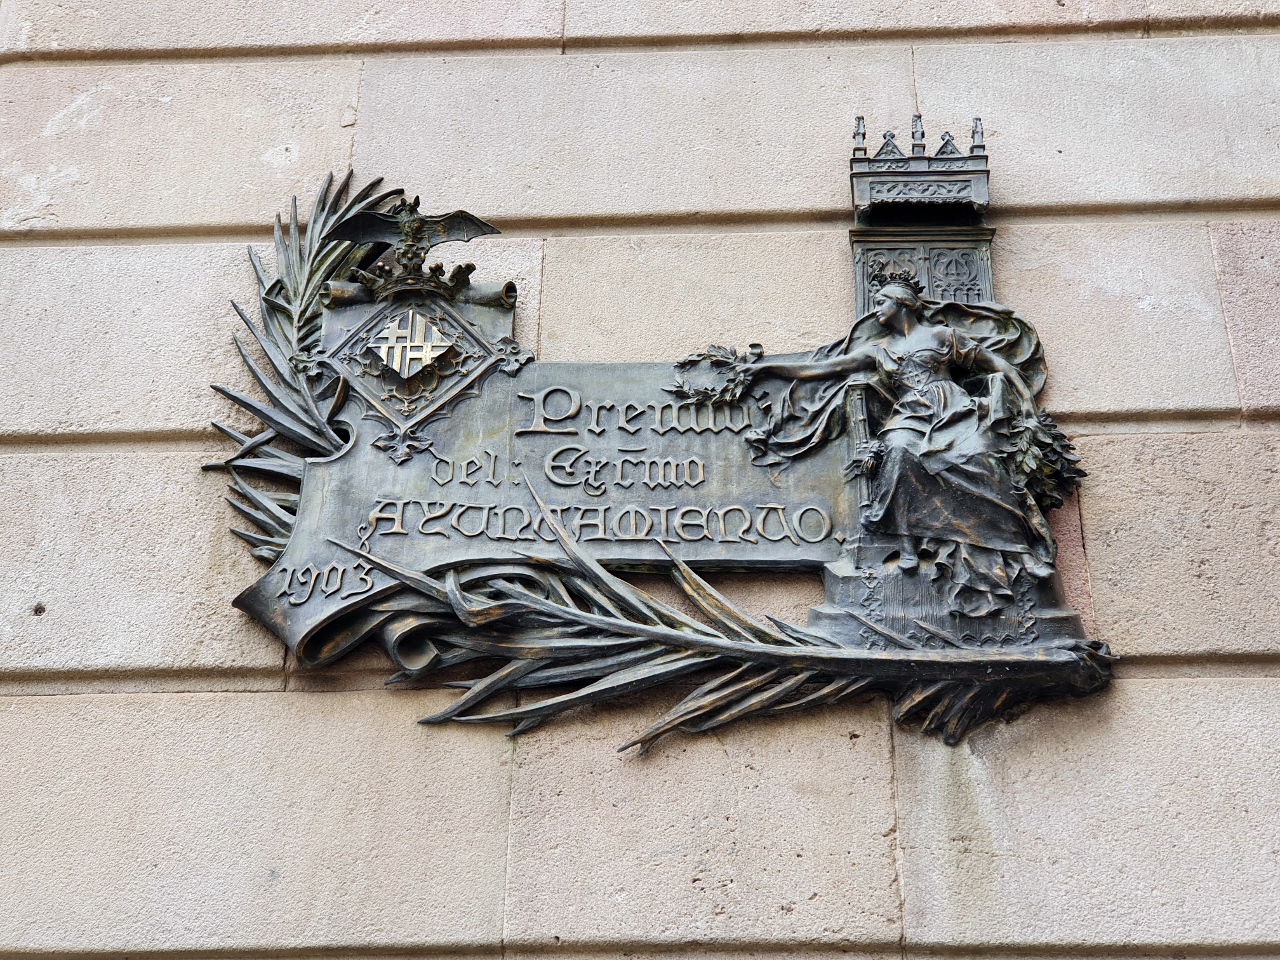 Premio
del: Excmo
AYUNTAMIENTO.
1903